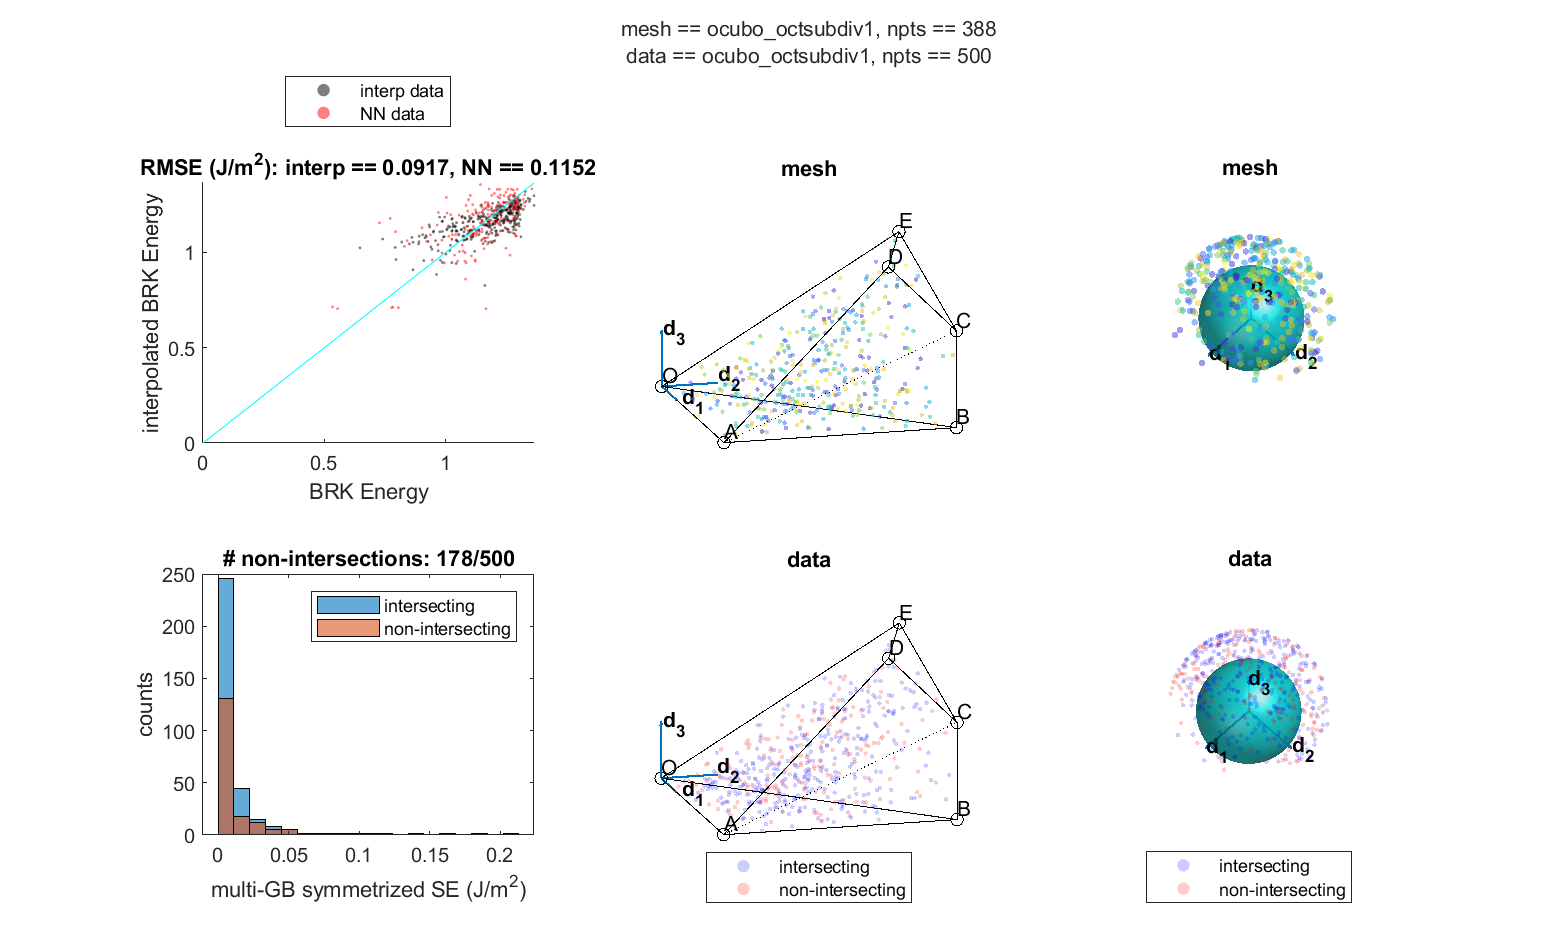 mesh == ocubo_octsubdiv1, npts == 388
data == ocubo_octsubdiv1, npts == 500
interp data
NN data
RMSE (J/m2): interp == 0.0917, NN == 0.1152
interpolated BRK Energy
1
0.5
0
0
0.5
1
BRK Energy
mesh
E
D
C
d3
O
d2
d1
A
B
mesh
d3
d1
d2
# non-intersections: 178/500
counts
250
200
150
100
50
0
intersecting
non-intersecting
0
0.05
0.1
0.15
0.2
multi-GB symmetrized SE (J/m2)
data
E
D
C
d3
O
d2
d1
A
B
intersecting
non-intersecting
data
d3
d1
d2
intersecting
non-intersecting